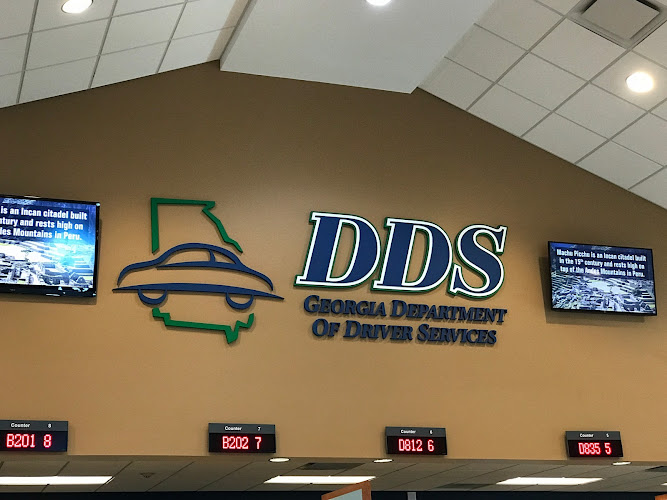 is an Incan citadel built
ntury and rests high on
des Mountains in Peru.
DDS
GEORGIA DEPARTMENT
OF DRIVER SERVICES
Machu Picchu is an Incan citadel built
in the 15th century and rests high on
top of the Andes Mountains in Peru.
Counter 8
B201 8
Counter 7
B202 7
Counter 6
D812 6
Counter 5
D835 5